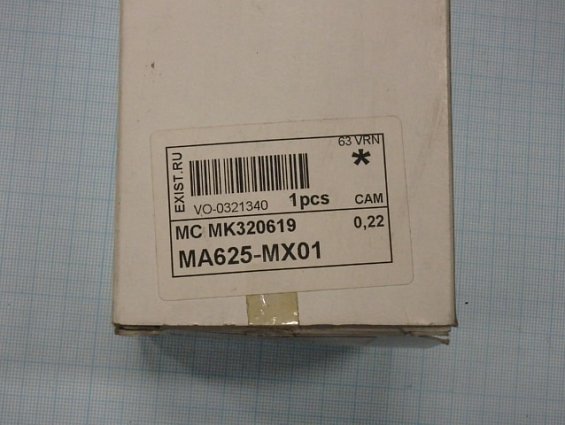 63 VRN
*
EXIST.RU
VO-0321340 1pcs CAM
MC MK320619 0,22
MA625-MX01